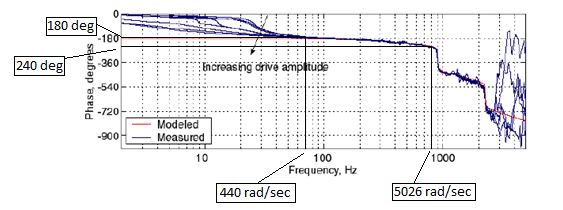 180 deg
240 deg
Phase, degrees
0
-180
-360
-540
-720
-900
Increasing drive amplitude
Modeled
Measured
10
100
1000
Frequency, Hz
440 rad/sec
5026 rad/sec